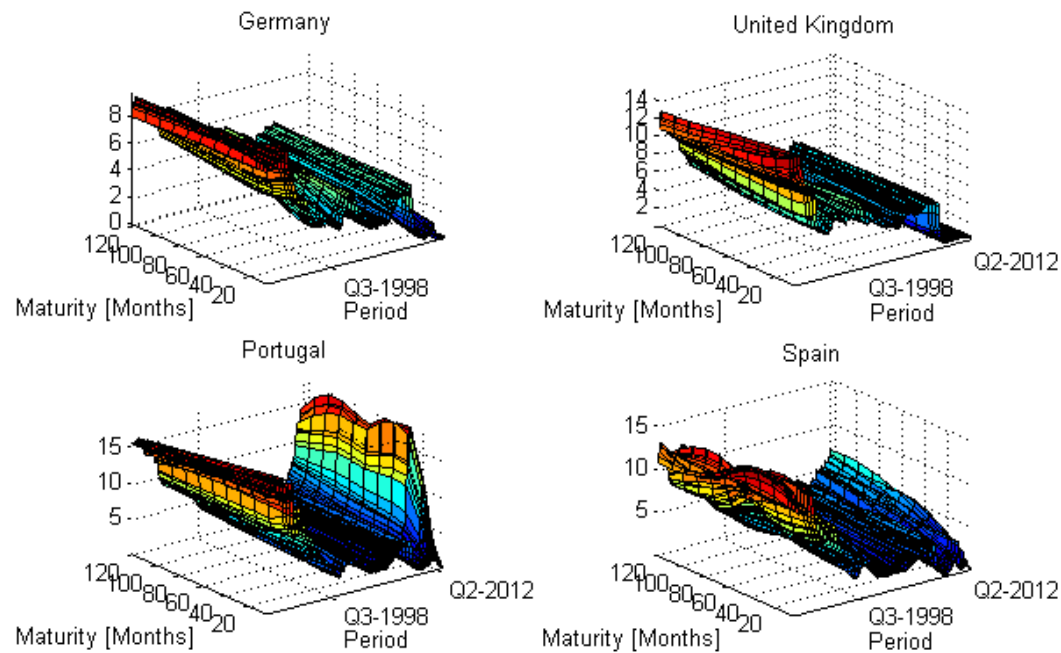 Germany
8
6
4
2
0
120
100
80
60
40
20
Maturity [Months]
Q3-1998
Period
United Kingdom
14
12
10
8
6
4
2
120
100
80
60
40
20
Maturity [Months]
Q3-1998
Period
Q2-2012
Portugal
15
10
5
120
100
80
60
40
20
Maturity [Months]
Q3-1998
Period
Q2-2012
Spain
15
10
5
120
100
80
60
40
20
Maturity [Months]
Q3-1998
Period
Q2-2012